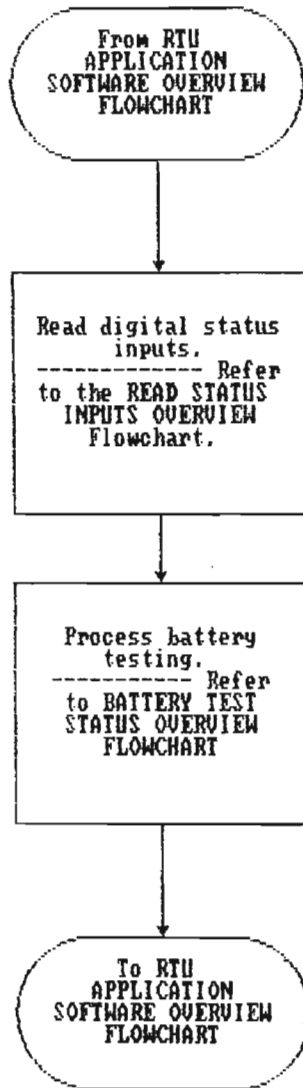 From RTU
APPLICATION
SOFTWARE OVERVIEW
FLOWCHART
Read digital status
inputs.
------------- Refer
to the READ STATUS
INPUTS OVERVIEW
Flowchart.
Process battery
testing.
----------- Refer
to BATTERY TEST
STATUS OVERVIEW
FLOWCHART
To RTU
APPLICATION
SOFTWARE OVERVIEW
FLOWCHART